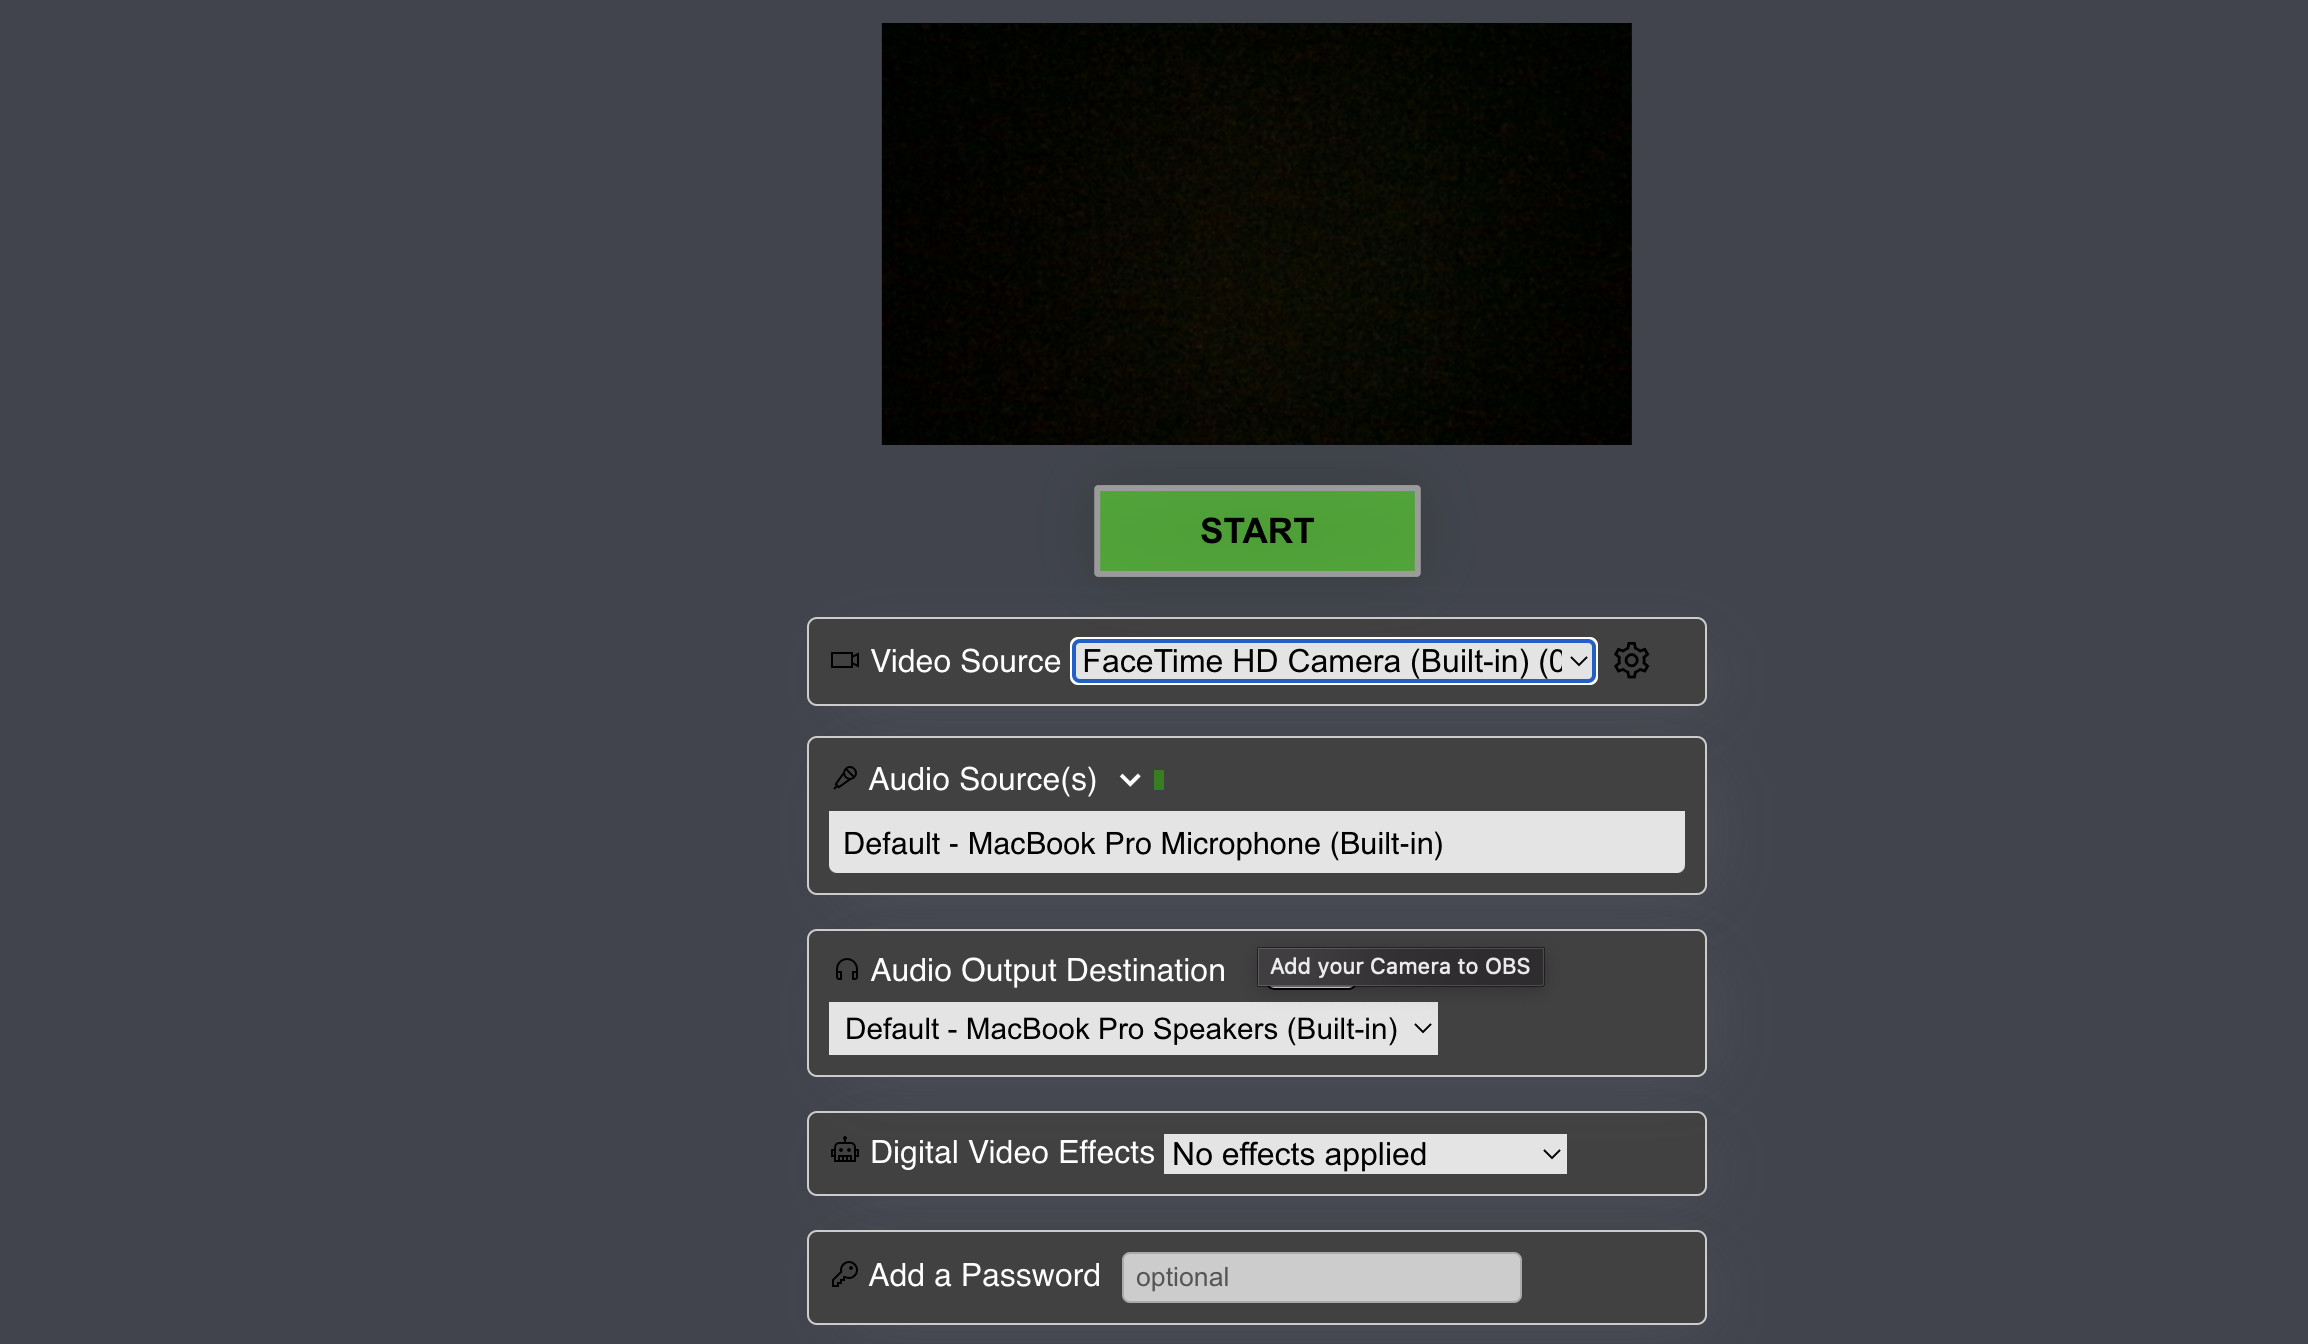 START
Video Source FaceTime HD Camera (Built-in) (0
Audio Source(s)
Default - MacBook Pro Microphone (Built-in)
Audio Output Destination
Add your Camera to OBS
Default - MacBook Pro Speakers (Built-in)
Digital Video Effects No effects applied
Add a Password optional